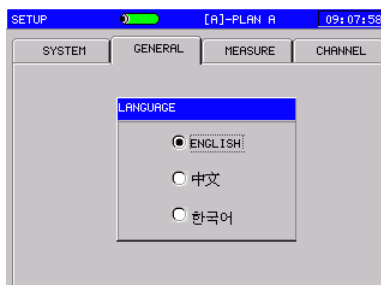 SETUP [A]-PLAN A 09:07:58
SYSTEM GENERAL MEASURE CHANNEL
LANGUAGE
ENGLISH
中文
한국어